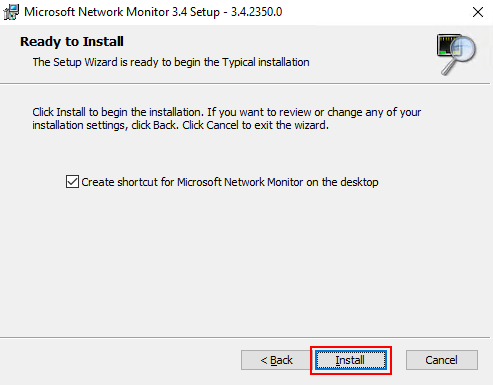 Microsoft Network Monitor 3.4 Setup - 3.4.2350.0
Ready to Install
The Setup Wizard is ready to begin the Typical installation
Click Install to begin the installation. If you want to review or change any of your
installation settings, click Back. Click Cancel to exit the wizard.
Create shortcut for Microsoft Network Monitor on the desktop
< Back
Install
Cancel